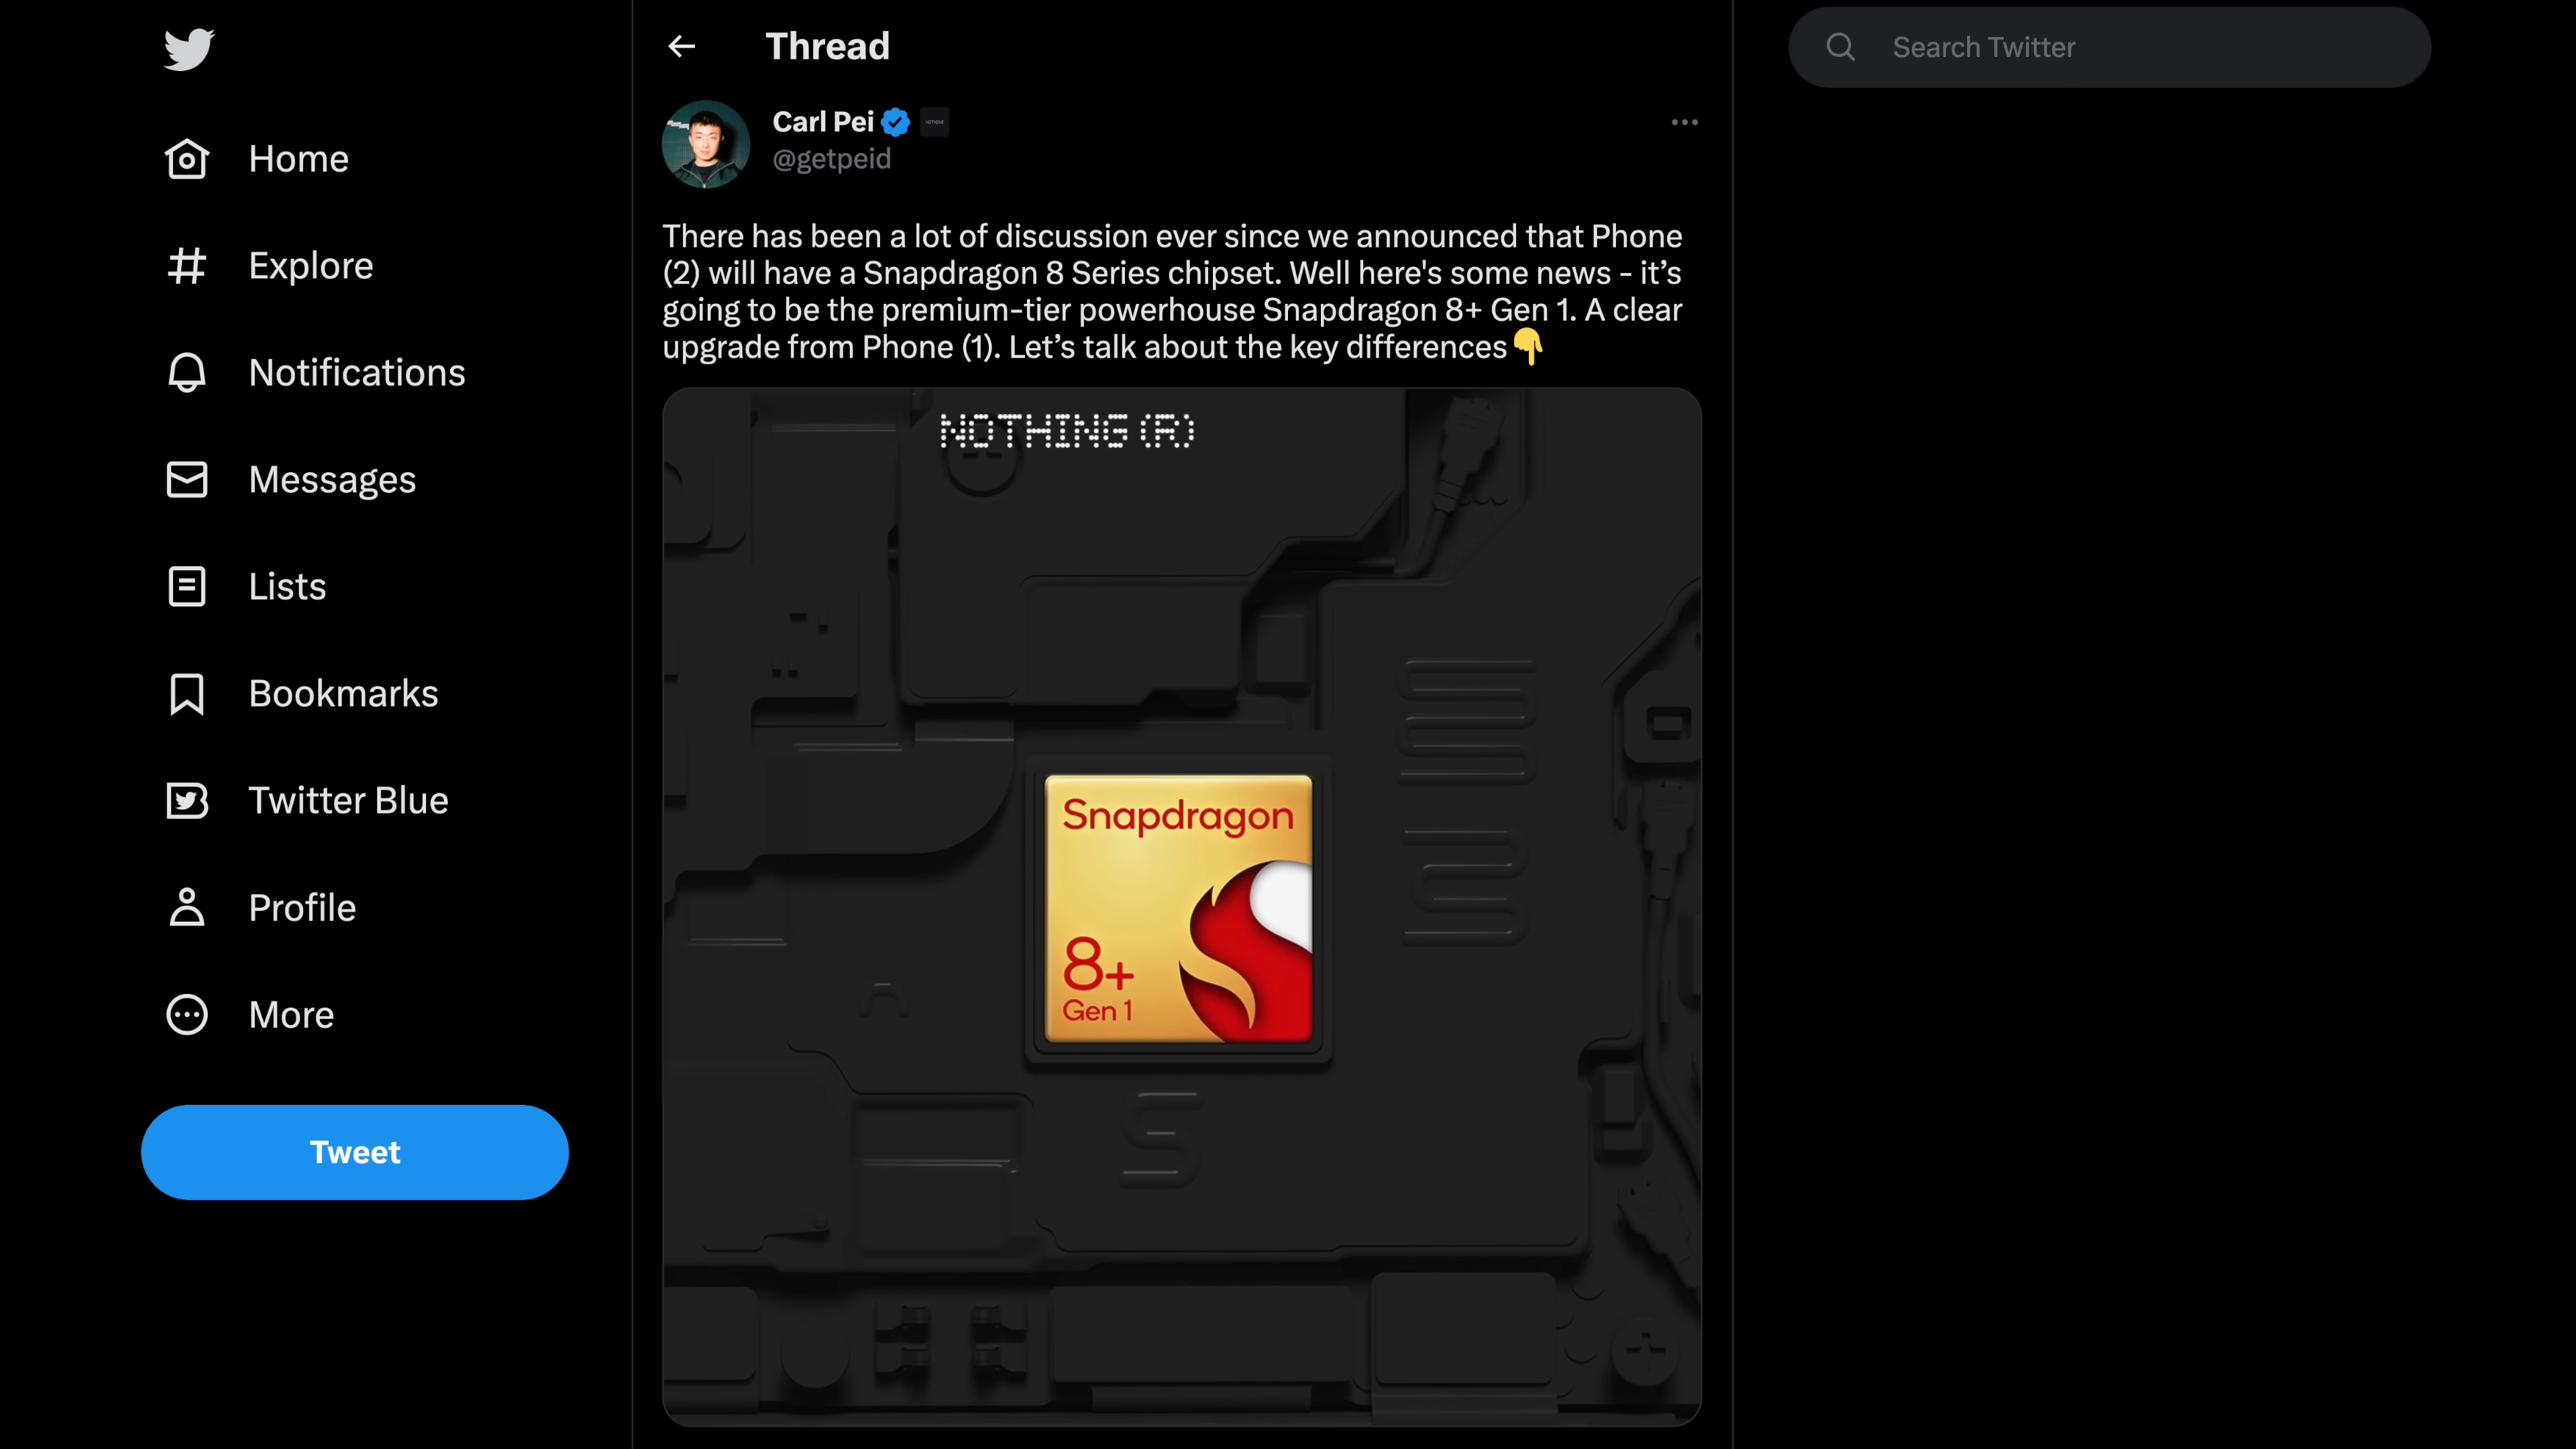 Home
Explore
Notifications
Messages
Lists
Bookmarks
Twitter Blue
Profile
More
Tweet
Thread
Carl Pei
@getpeid
There has been a lot of discussion ever since we announced that Phone
(2) will have a Snapdragon 8 Series chipset. Well here's some news - it’s
going to be the premium-tier powerhouse Snapdragon 8+ Gen 1. A clear
upgrade from Phone (1). Let’s talk about the key differences👇
NOTHING (R)
Snapdragon
8+
Gen 1
Search Twitter